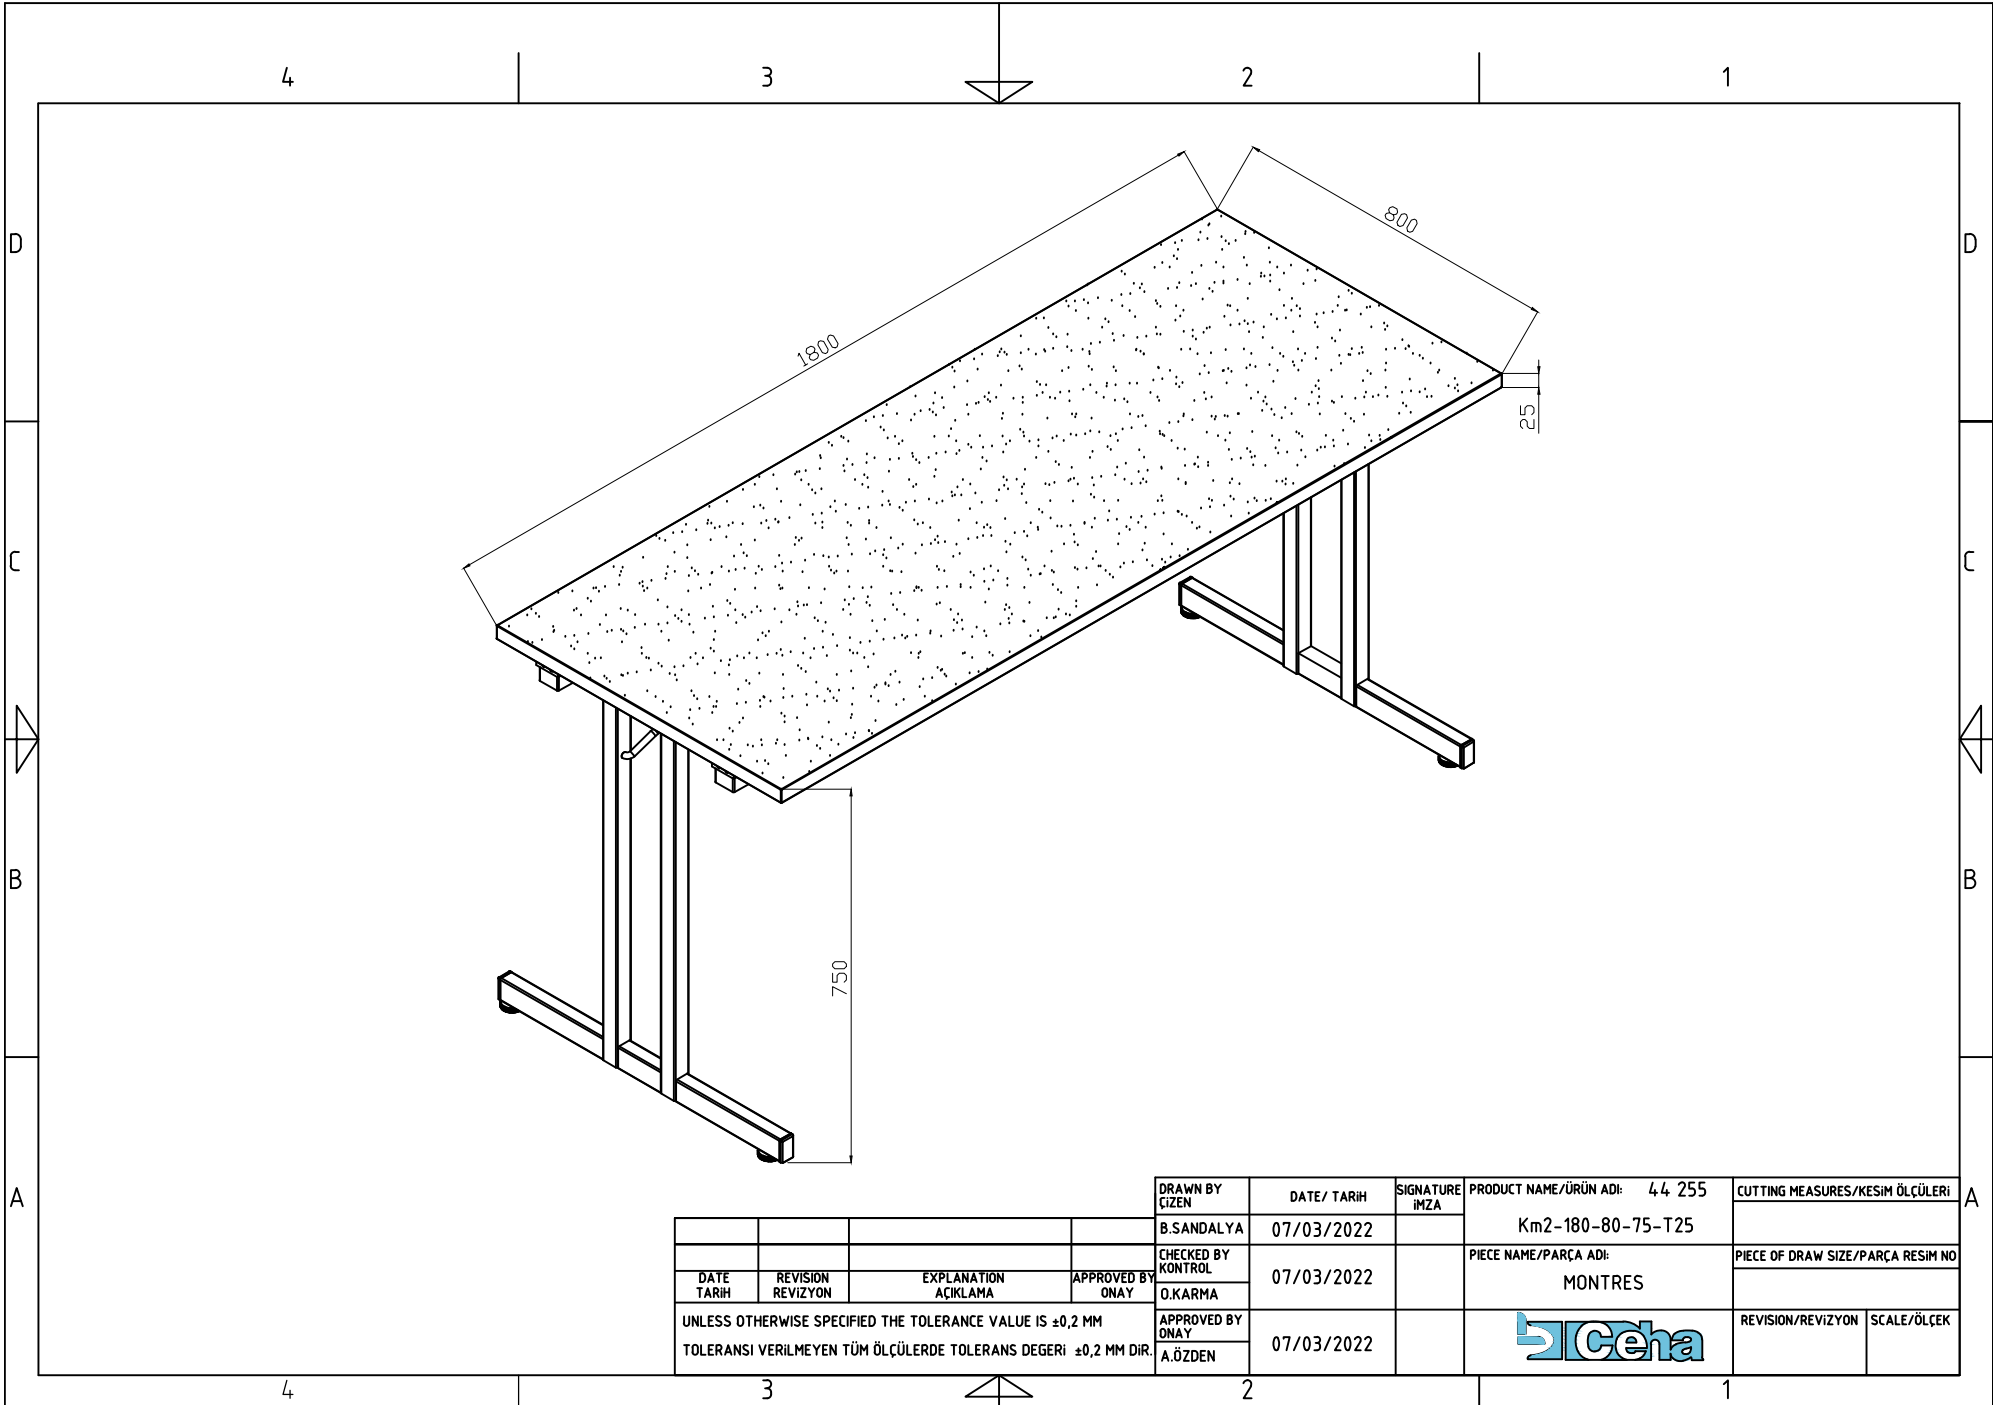 4 3 2 1
D D
C C
B B
A A
1800
800
25
750
DRAWN BY
ÇİZEN
DATE/ TARİH
SIGNATURE
İMZA
PRODUCT NAME/ÜRÜN ADI: 44 255
Km2-180-80-75-T25
CUTTING MEASURES/KESİM ÖLÇÜLERİ
B.SANDALYA 07/03/2022
CHECKED BY
KONTROL
O.KARMA
07/03/2022
PIECE NAME/PARÇA ADI:
MONTRES
PIECE OF DRAW SIZE/PARÇA RESİM NO
DATE
TARİH
REVISION
REVİZYON
EXPLANATION
AÇIKLAMA
APPROVED BY
ONAY
UNLESS OTHERWISE SPECIFIED THE TOLERANCE VALUE IS ±0,2 MM
TOLERANSI VERİLMEYEN TÜM ÖLÇÜLERDE TOLERANS DEGERİ ±0,2 MM DİR.
APPROVED BY
ONAY
A.ÖZDEN
07/03/2022
Ceha
REVISION/REVİZYON
SCALE/ÖLÇEK
4 3 2 1